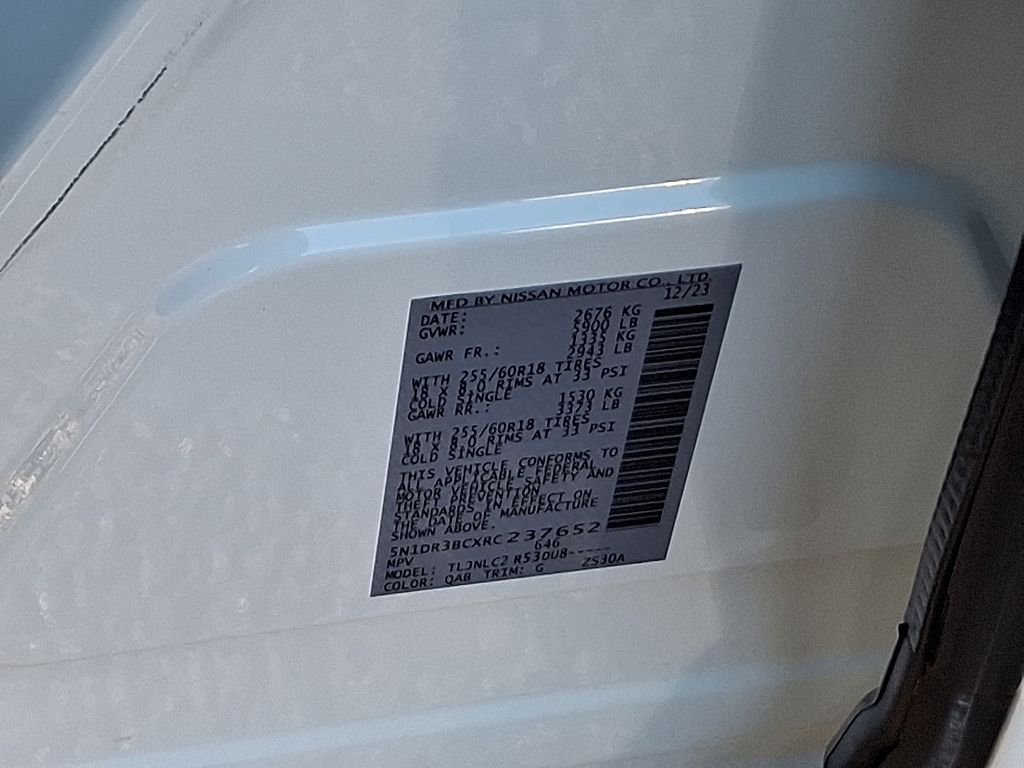 MFD BY NISSAN MOTOR CO., LTD.
DATE: 12/23
GVWR: 2676 KG
5900 LB
1335 KG
GAWR FR.: 2943 LB
WITH 255/60R18 TIRES
18 X 8.0 RIMS AT 33 PSI
COLD SINGLE 1530 KG
GAWR RR.: 3373 LB
WITH 255/60R18 TIRES
18 X 8.0 RIMS AT 33 PSI
COLD SINGLE
THIS VEHICLE CONFORMS TO
ALL APPLICABLE FEDERAL
MOTOR VEHICLE SAFETY AND
THEFT PREVENTION
STANDARDS IN EFFECT ON
THE DATE OF MANUFACTURE
SHOWN ABOVE.
5N1DR3BCXRC237652
MPV 646
MODEL: TLJNLC2 R53DU8-----
COLOR: QAB TRIM: G ZS30A